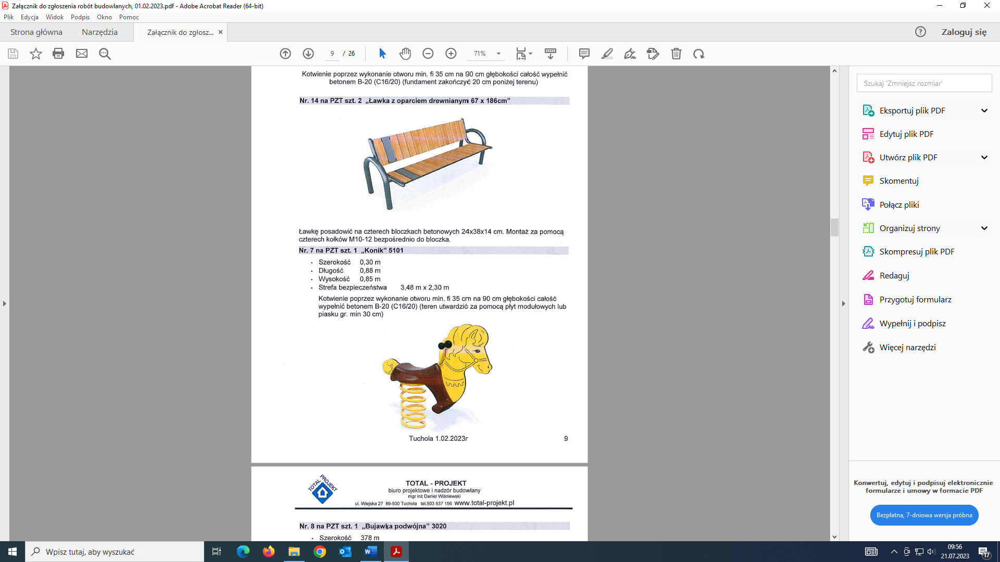 Załącznik do zgłoszenia robót budowlanych, 01.02.2023.pdf - Adobe Acrobat Reader (64-bit)
Plik Edycja Widok Podpis Okno Pomoc
Strona główna Narzędzia Załącznik do zgłosz... Zaloguj się
9 / 26 71%
Kotwienie poprzez wykonanie otworu min. fi 35 cm na 90 cm głębokości całość wypełnić
betonem B-20 (C16/20) (fundament zakończyć 20 cm poniżej terenu)
Nr. 14 na PZT szt. 2 „Ławka z oparciem drewnianym 67 x 186cm”
Ławkę posadowić na czterech bloczkach betonowych 24x38x14 cm. Montaż za pomocą
czterech kołków M10-12 bezpośrednio do bloczka.
Nr. 7 na PZT szt. 1 „Konik” 5101
• Szerokość 0,30 m
• Długość 0,88 m
• Wysokość 0,85 m
• Strefa bezpieczeństwa 3,48 m x 2,30 m
Kotwienie poprzez wykonanie otworu min. fi 35 cm na 90 cm głębokości całość
wypełnić betonem B-20 (C16/20) (teren utwardzić za pomocą płyt modułowych lub
piasku gr. min 30 cm)
Tuchola 1.02.2023r 9
TOTAL PROJEKT
TOTAL - PROJEKT
biuro projektowe i nadzór budowlany
mgr inż Daniel Wiśniewski
ul. Wiejska 27 89-500 Tuchola tel.503 537 156 www.total-projekt.pl
Nr. 8 na PZT szt. 1 „Bujawka podwójna” 3020
• Szerokość 378 m
Szukaj 'Zmniejsz rozmiar'
Eksportuj plik PDF
Edytuj plik PDF
Utwórz plik PDF
Skomentuj
Połącz pliki
Organizuj strony
Skompresuj plik PDF
Redaguj
Przygotuj formularz
Wypełnij i podpisz
Więcej narzędzi
Konwertuj, edytuj i podpisuj elektronicznie
formularze i umowy w formacie PDF
Bezpłatna, 7-dniowa wersja próbna
Wpisz tutaj, aby wyszukać
09:56
21.07.2023
17